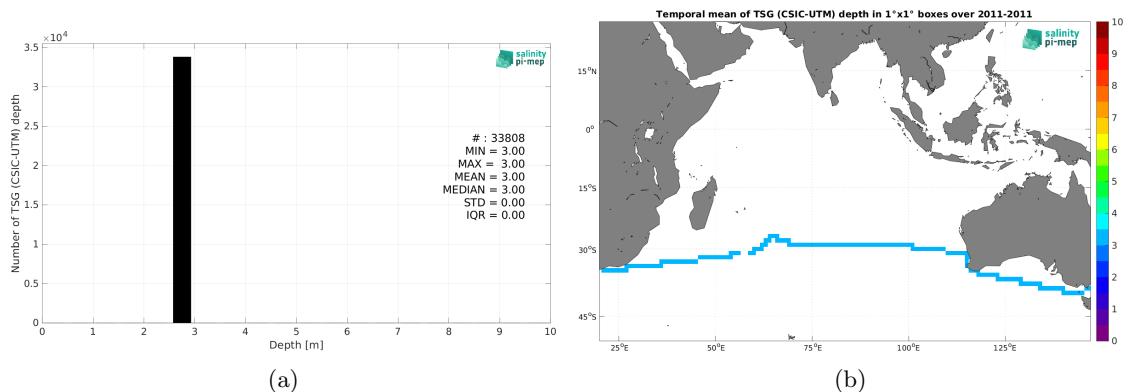 ×10⁴
3.5
3
2.5
2
1.5
1
0.5
0
Number of TSG (CSIC-UTM) depth
0 1 2 3 4 5 6 7 8 9 10
Depth [m]
salinity
pi-mep
# : 33808
MIN = 3.00
MAX = 3.00
MEAN = 3.00
MEDIAN = 3.00
STD = 0.00
IQR = 0.00
(a)
Temporal mean of TSG (CSIC-UTM) depth in 1°x1° boxes over 2011-2011
salinity
pi-mep
15°N
0°
15°S
30°S
45°S
25°E 50°E 75°E 100°E 125°E
10
9
8
7
6
5
4
3
2
1
0
(b)